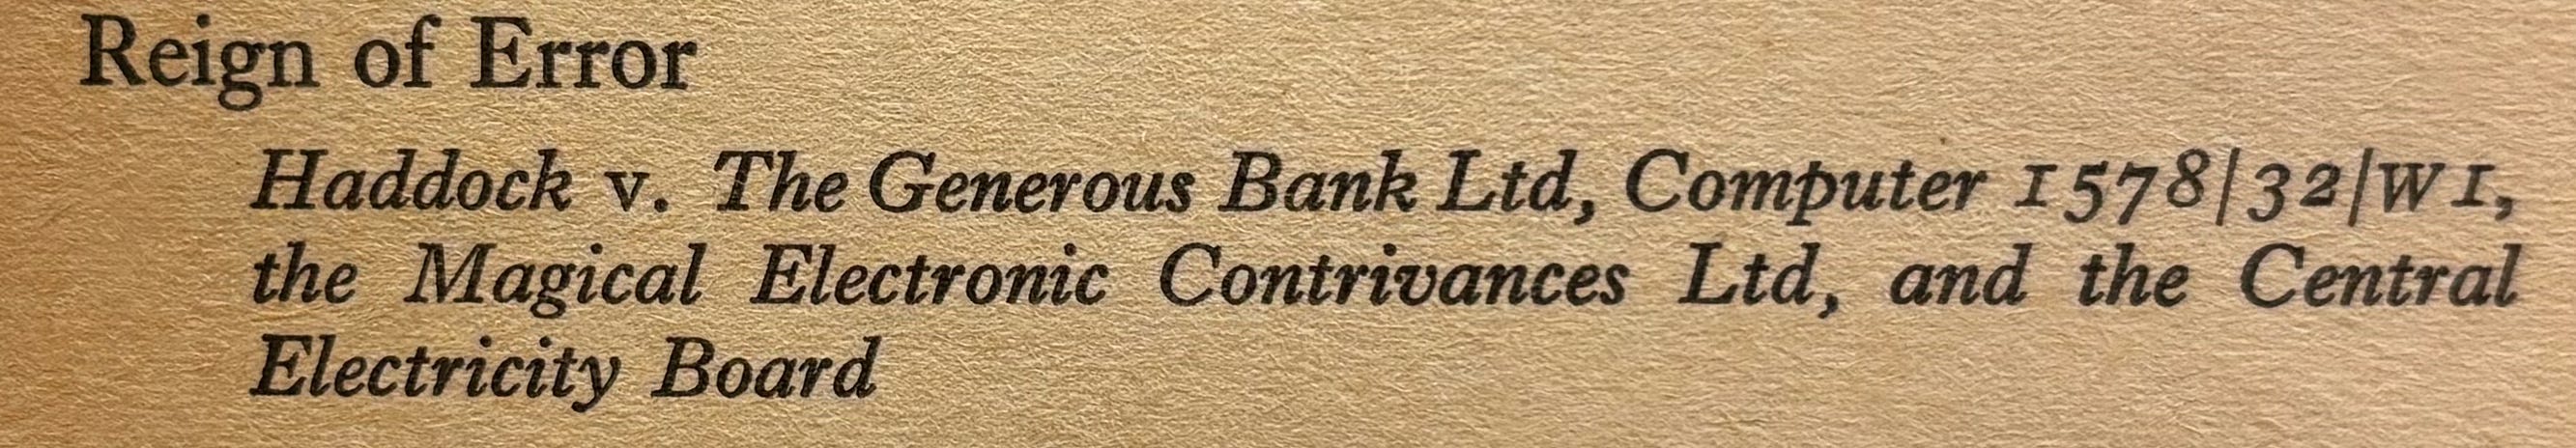 Reign of Error
Haddock v. The Generous Bank Ltd, Computer 1578/32/W1,
the Magical Electronic Contrivances Ltd, and the Central
Electricity Board